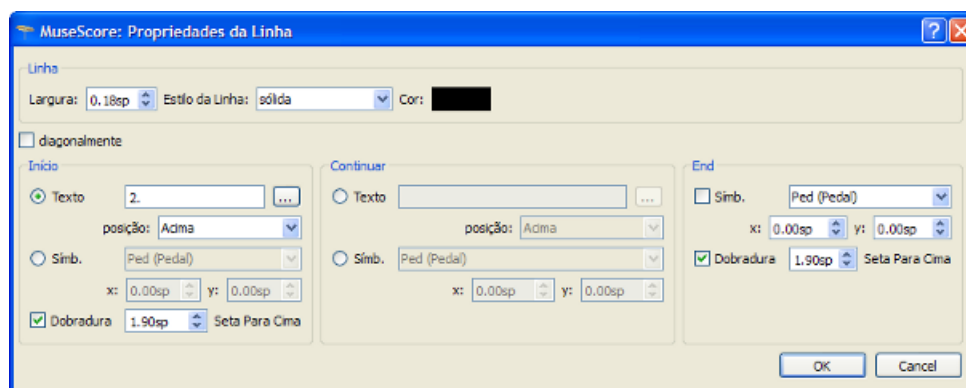 MuseScore: Propriedades da Linha
Linha
Largura: 0.18sp Estilo da Linha: sólida Cor:
diagonalmente
Início
Texto 2. ...
posição: Acima
Símb. Ped (Pedal)
x: 0.00sp y: 0.00sp
Dobradura 1.90sp Seta Para Cima
Continuar
Texto ...
posição: Acima
Símb. Ped (Pedal)
x: 0.00sp y: 0.00sp
End
Símb. Ped (Pedal)
x: 0.00sp y: 0.00sp
Dobradura 1.90sp Seta Para Cima
OK Cancel